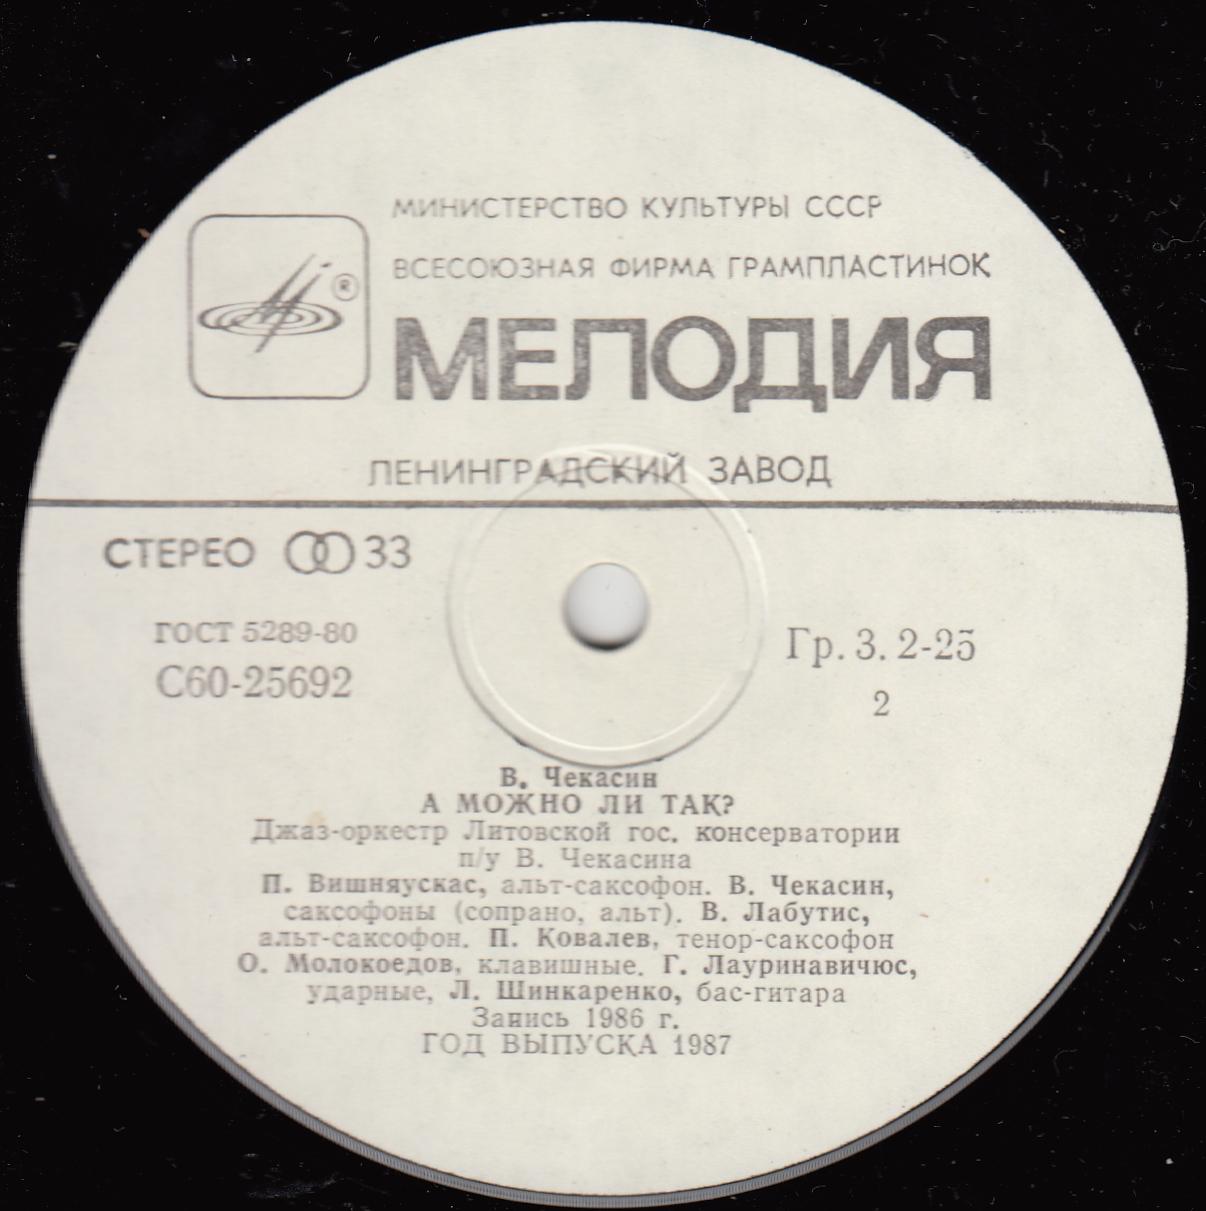 МИНИСТЕРСТВО КУЛЬТУРЫ СССР
ВСЕСОЮЗНАЯ ФИРМА ГРАМПЛАСТИНОК
®
МЕЛОДИЯ
ЛЕНИНГРАДСКИЙ ЗАВОД
СТЕРЕО 33
ГОСТ 5289-80
С60-25692
Гр. 3. 2-25
2
В. Чекасин
А МОЖНО ЛИ ТАК?
Джаз-оркестр Литовской гос. консерватории
п/у В. Чекасина
П. Вишняускас, альт-саксофон. В. Чекасин,
саксофоны (сопрано, альт). В. Лабутис,
альт-саксофон. П. Ковалев, тенор-саксофон
О. Молокоедов, клавишные. Г. Лауринавичюс,
ударные, Л. Шинкаренко, бас-гитара
Запись 1986 г.
ГОД ВЫПУСКА 1987